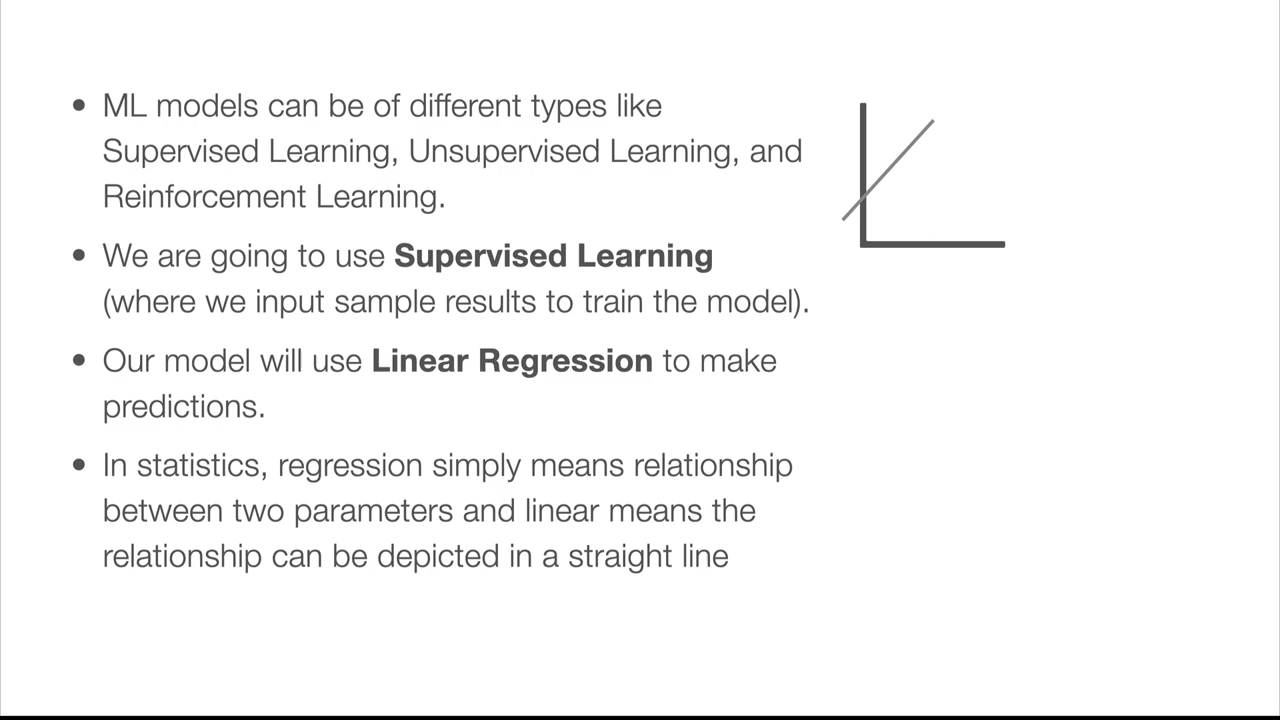 • ML models can be of different types like
Supervised Learning, Unsupervised Learning, and
Reinforcement Learning.
• We are going to use Supervised Learning
(where we input sample results to train the model).
• Our model will use Linear Regression to make
predictions.
• In statistics, regression simply means relationship
between two parameters and linear means the
relationship can be depicted in a straight line